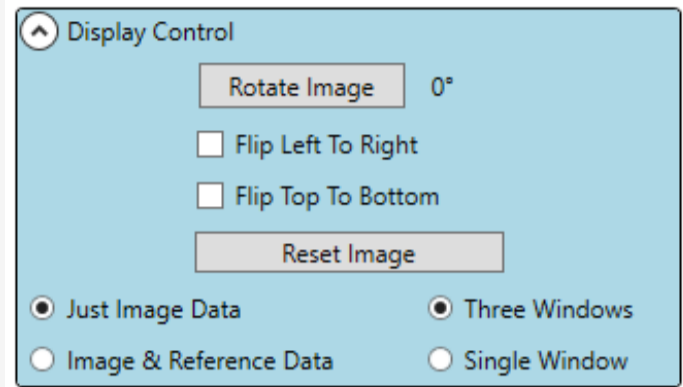 Display Control
Rotate Image 0°
Flip Left To Right
Flip Top To Bottom
Reset Image
Just Image Data Three Windows
Image & Reference Data Single Window